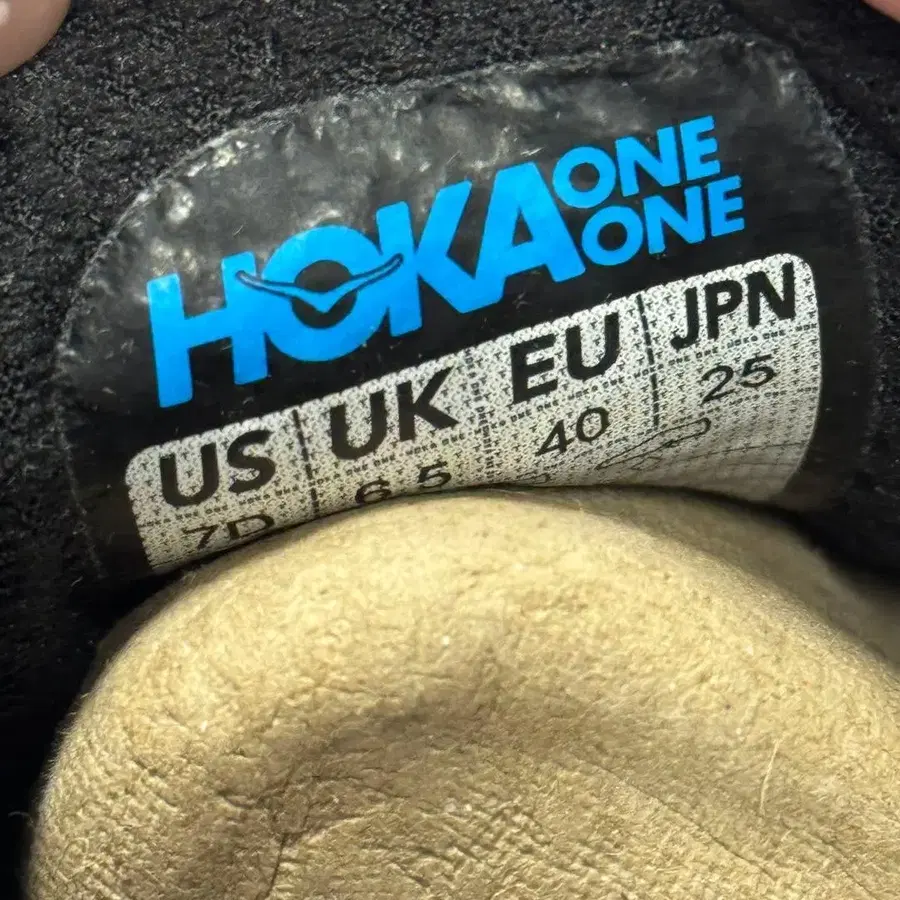 HOKA ONE ONE
US UK EU JPN
7D 6.5 40 25